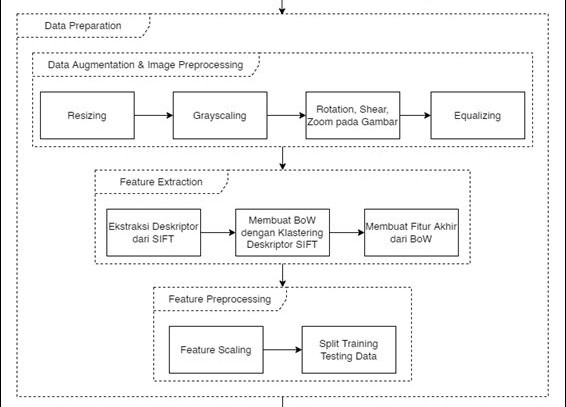 Data Preparation
Data Augmentation & Image Preprocessing
Resizing
Grayscaling
Rotation, Shear,
Zoom pada Gambar
Equalizing
Feature Extraction
Ekstraksi Deskriptor
dari SIFT
Membuat BoW
dengan Klastering
Deskriptor SIFT
Membuat Fitur Akhir
dari BoW
Feature Preprocessing
Feature Scaling
Split Training
Testing Data